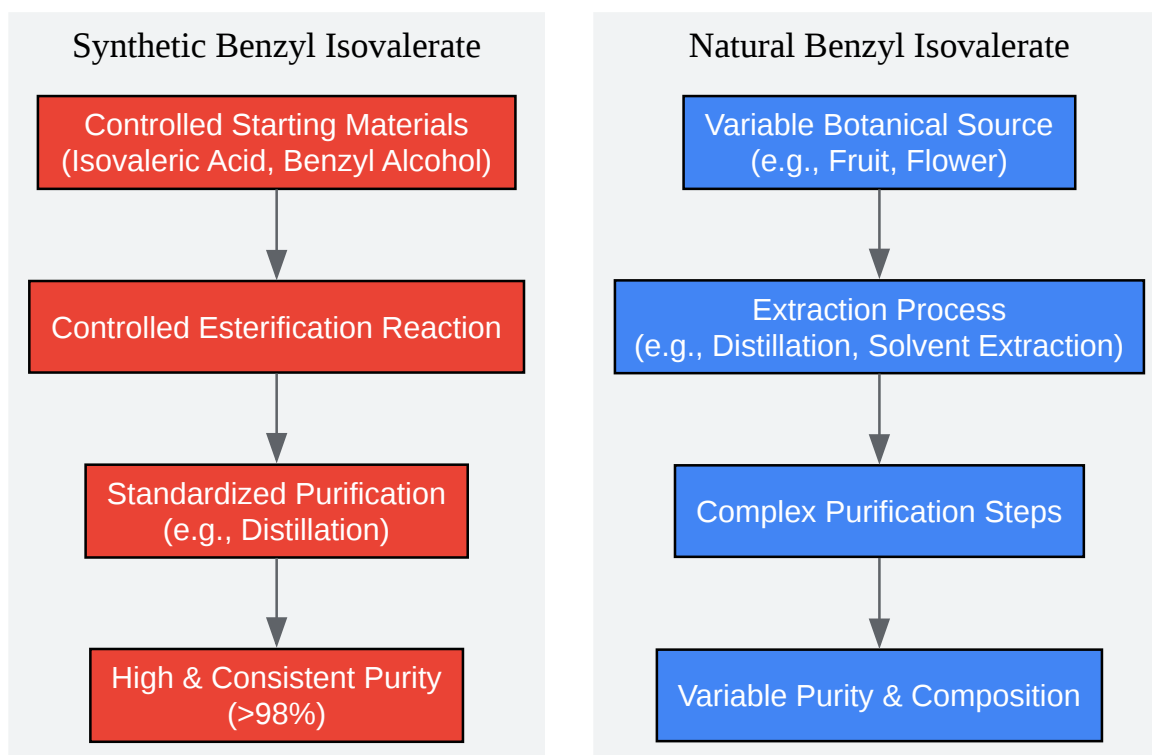 Synthetic Benzyl Isovalerate
Controlled Starting Materials
(Isovaleric Acid, Benzyl Alcohol)
Controlled Esterification Reaction
Standardized Purification
(e.g., Distillation)
High & Consistent Purity
(>98%)
Natural Benzyl Isovalerate
Variable Botanical Source
(e.g., Fruit, Flower)
Extraction Process
(e.g., Distillation, Solvent Extraction)
Complex Purification Steps
Variable Purity & Composition